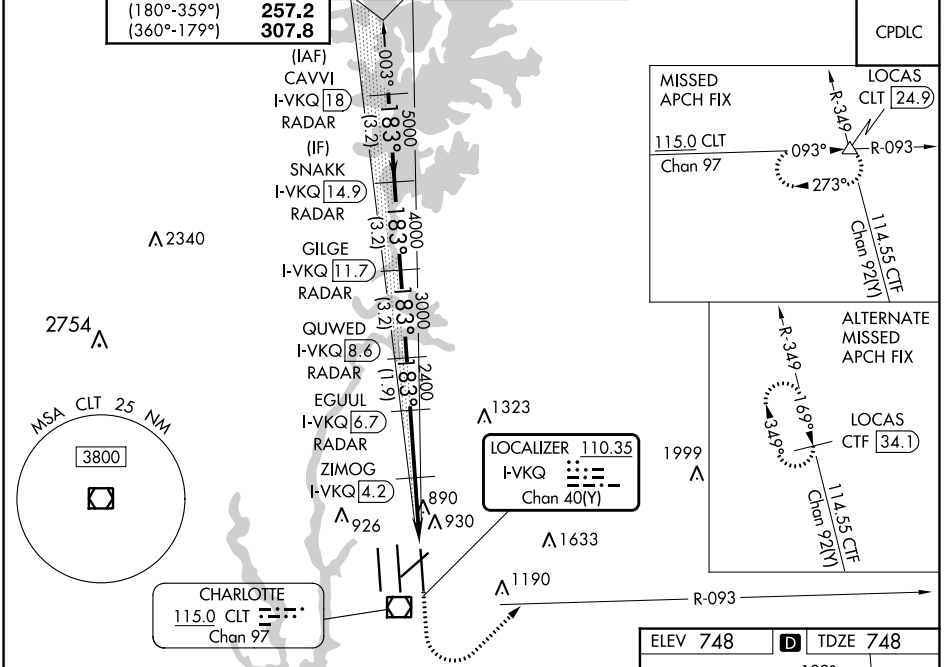 (180°-359°) 257.2
(360°-179°) 307.8
CPDLC
(IAF)
CAVVI
I-VKQ 18
RADAR
(IF)
SNAKK
I-VKQ 14.9
RADAR
GILGE
I-VKQ 11.7
RADAR
QUWED
I-VKQ 8.6
RADAR
EGUUL
I-VKQ 6.7
RADAR
ZIMOG
I-VKQ 4.2
003°
183°
5000
(3.2)
183°
4000
(3.2)
183°
3000
(3.2)
183°
2400
(1.9)
2340
2754
1323
1999
890
930
926
1633
1190
MSA CLT 25 NM
3800
LOCALIZER 110.35
I-VKQ
Chan 40(Y)
CHARLOTTE
115.0 CLT
Chan 97
R-093
MISSED
APCH FIX
LOCAS
CLT 24.9
R-349
115.0 CLT
Chan 97
093°
R-093
273°
114.55 CTF
Chan 92(Y)
ALTERNATE
MISSED
APCH FIX
R-349
169°
349°
LOCAS
CTF 34.1
114.55 CTF
Chan 92(Y)
ELEV 748 D TDZE 748